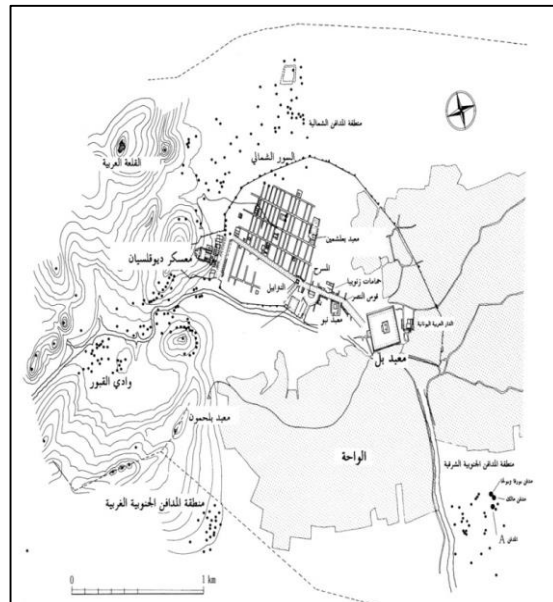 منطقة المدافن الشمالية
السور الشمالي
القلعة العربية
معبد بعلشمين
معسكر ديوقلسيان
المسرح
حمامات زنوبيا
قوس النصر
معبد نبو
معبد بل
وادي القبور
معبد بلحمون
الواحة
منطقة المدافن الجنوبية الشرقية
منطقة المدافن الجنوبية الغربية
A المدفن
0 1 km